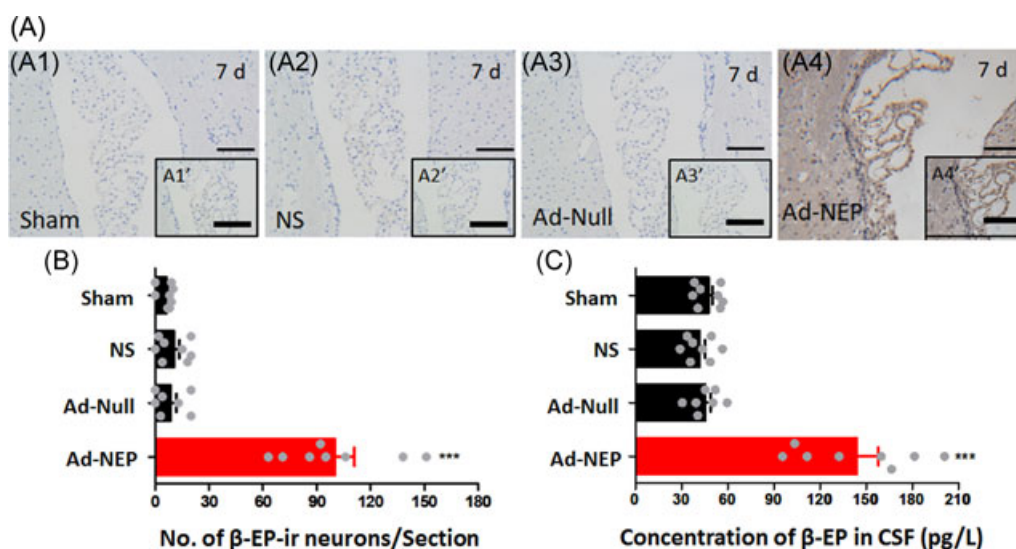 (A)
(A1)
7 d
A1'
Sham
(A2)
7 d
A2'
NS
(A3)
7 d
A3'
Ad-Null
(A4)
7 d
A4'
Ad-NEP
(B)
Sham
NS
Ad-Null
Ad-NEP
***
0 30 60 90 120 150 180
No. of β-EP-ir neurons/Section
(C)
Sham
NS
Ad-Null
Ad-NEP
***
0 30 60 90 120 150 180 210
Concentration of β-EP in CSF (pg/L)